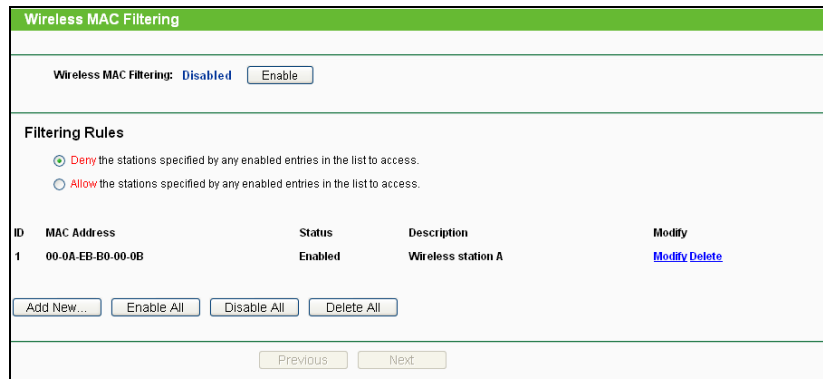 Wireless MAC Filtering
Wireless MAC Filtering: Disabled Enable
Filtering Rules
Deny the stations specified by any enabled entries in the list to access.
Allow the stations specified by any enabled entries in the list to access.
ID MAC Address Status Description Modify
1 00-0A-EB-B0-00-0B Enabled Wireless station A Modify Delete
Add New... Enable All Disable All Delete All
Previous Next